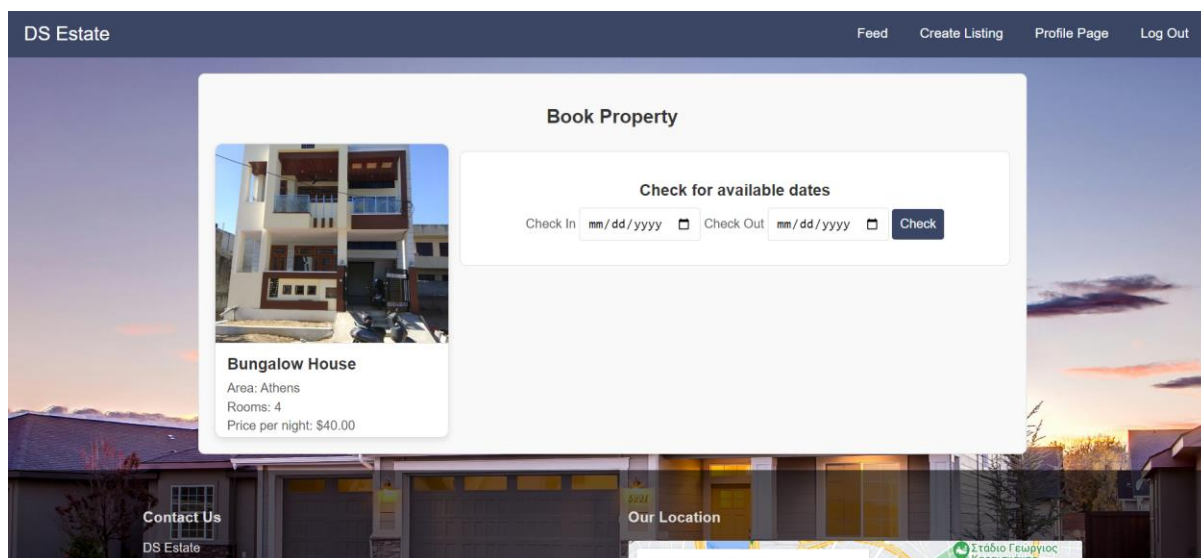 DS Estate
Feed
Create Listing
Profile Page
Log Out
Book Property
Check for available dates
Check In mm/dd/yyyy Check Out mm/dd/yyyy Check
Bungalow House
Area: Athens
Rooms: 4
Price per night: $40.00
Contact Us
Our Location
DS Estate
Στάδιο Γεωργιος